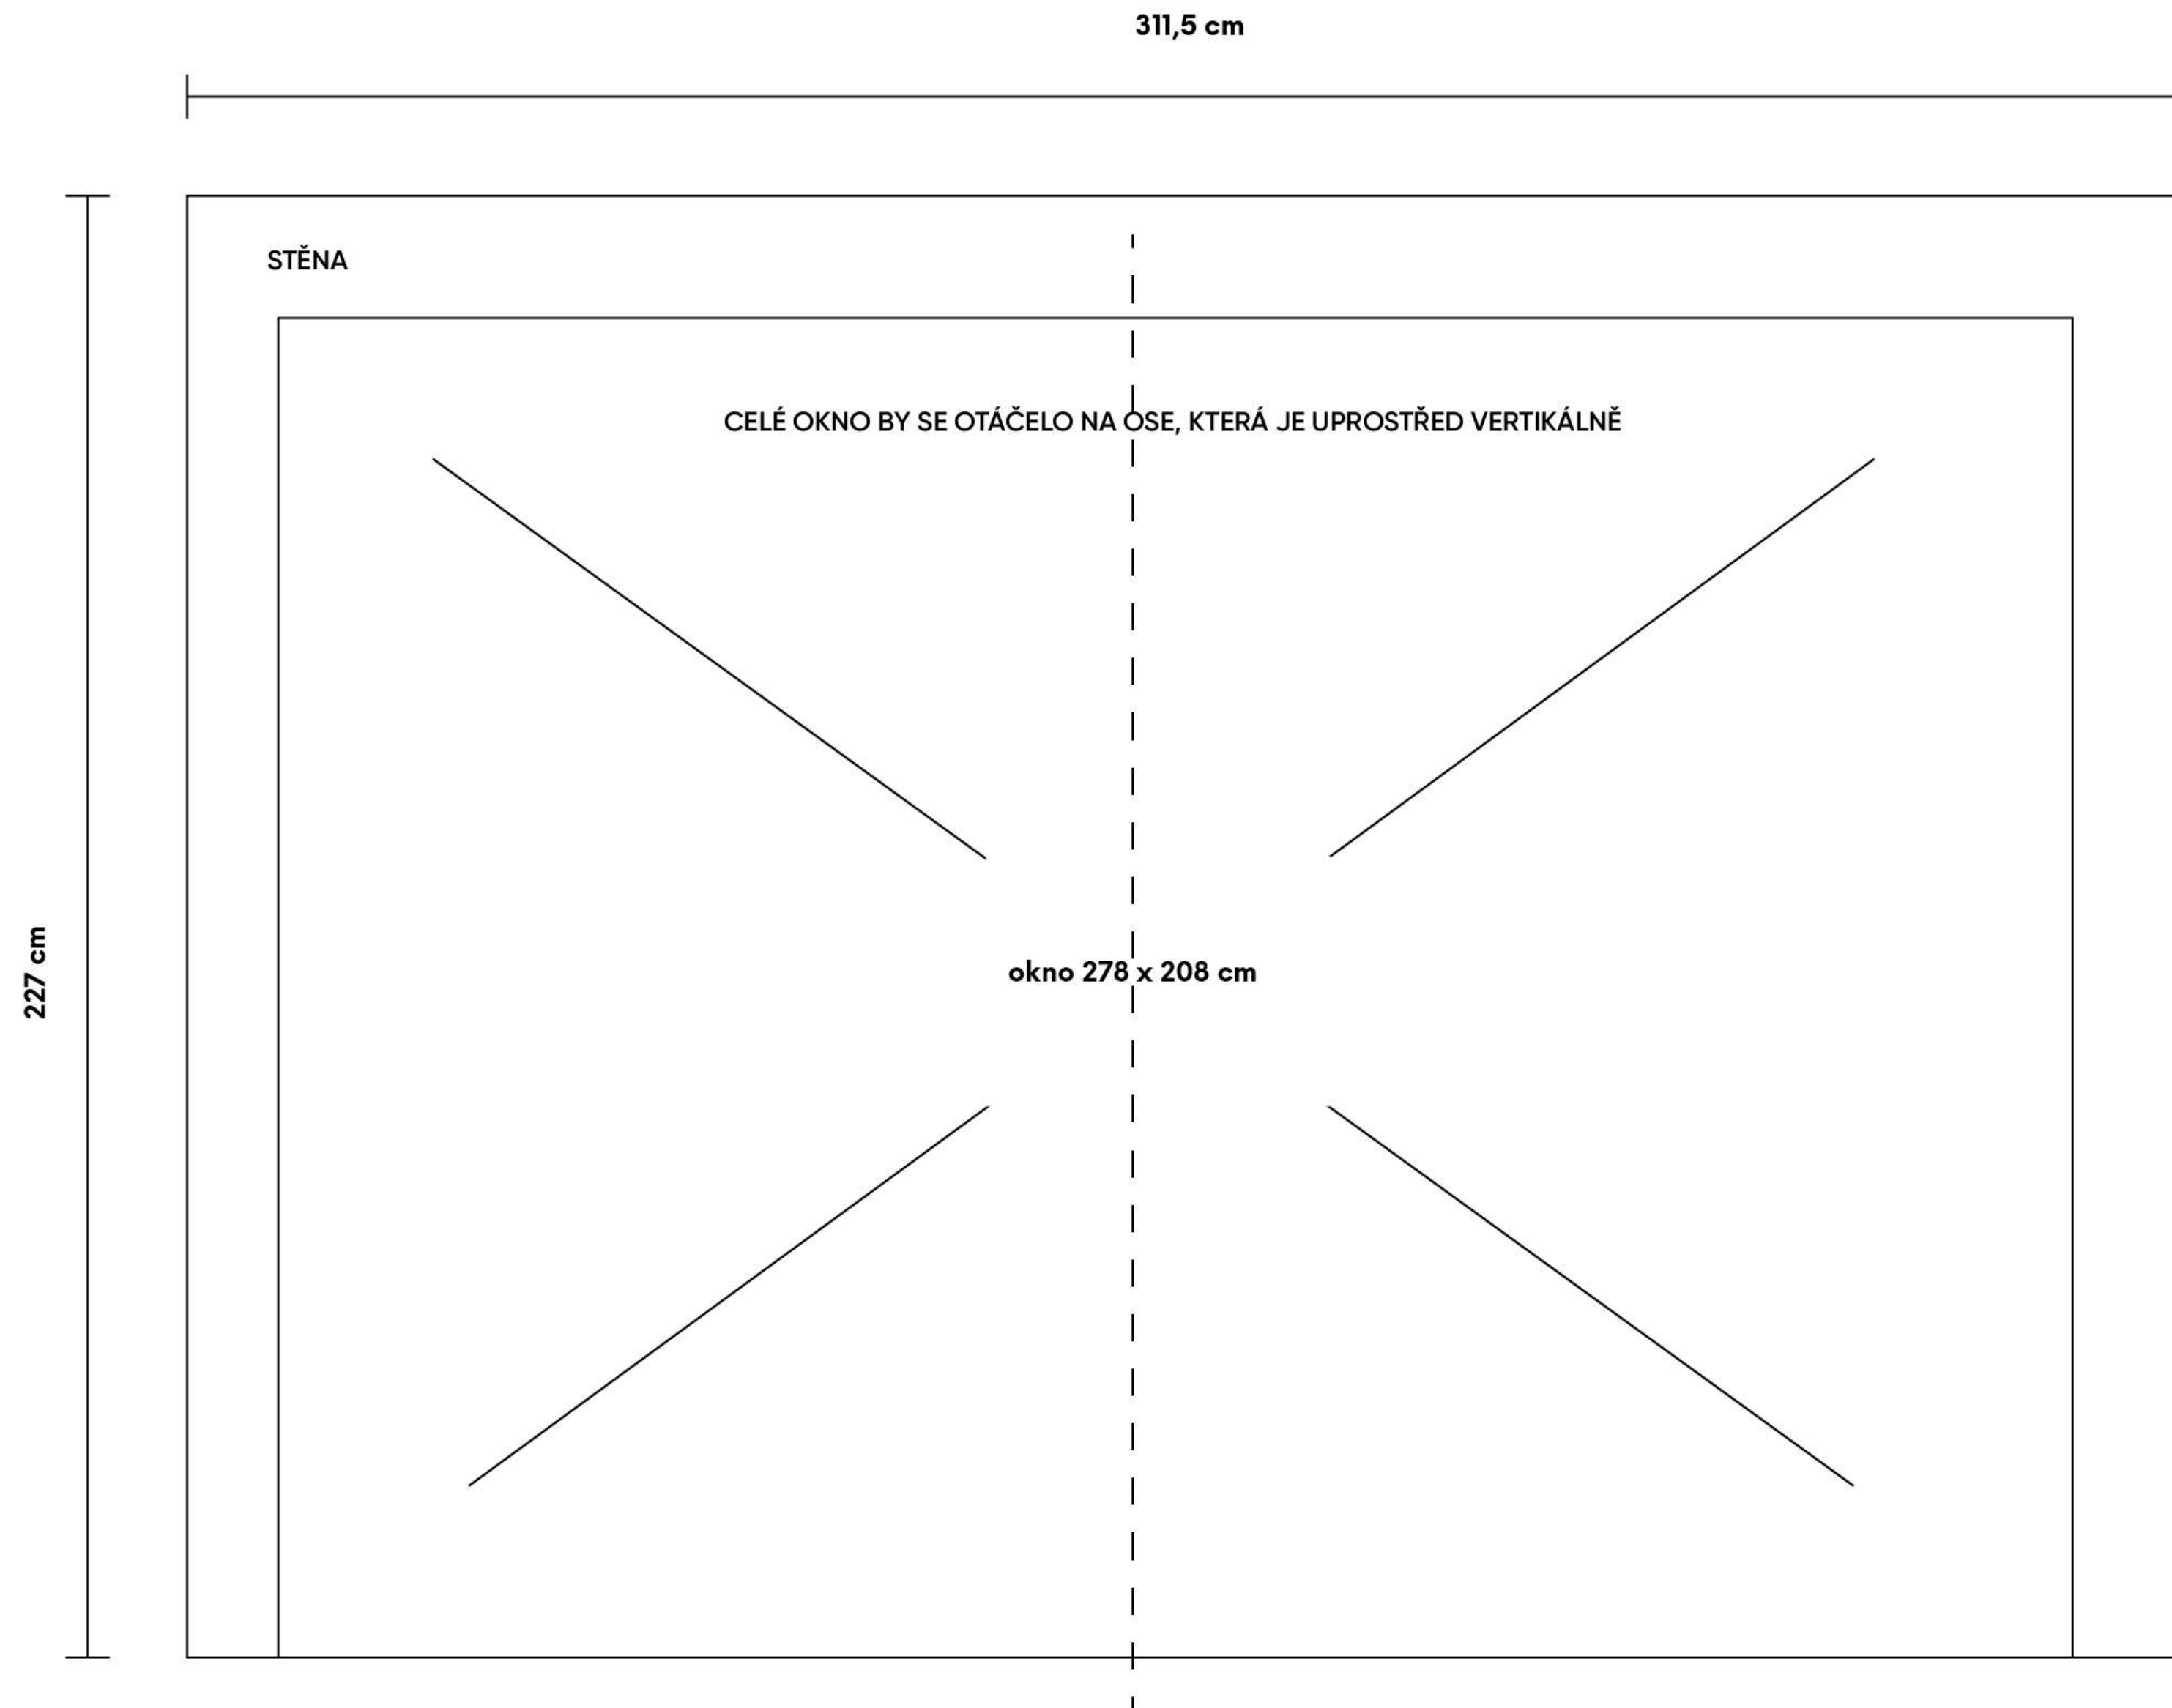 311,5 cm
STĚNA
CELÉ OKNO BY SE OTÁČELO NA OSE, KTERÁ JE UPROSTŘED VERTIKÁLNĚ
227 cm
okno 278 x 208 cm